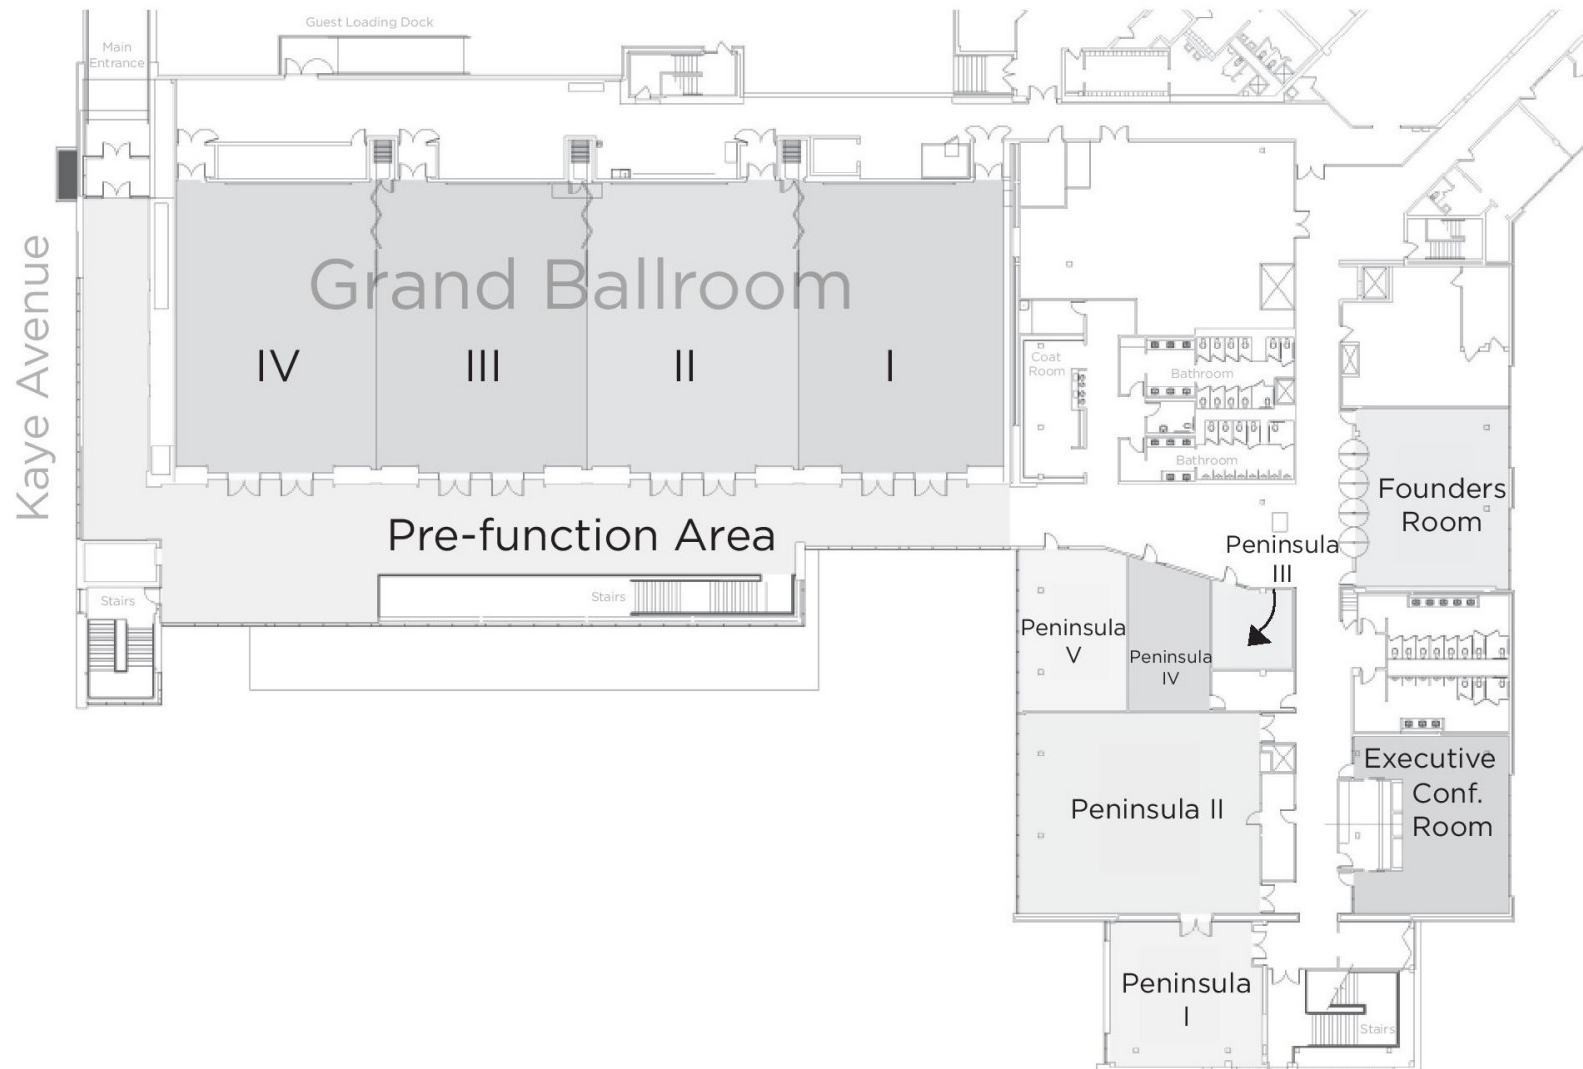 Guest Loading Dock
Main
Entrance
Kaye Avenue
Grand Ballroom
IV
III
II
I
Coat
Room
Bathroom
Bathroom
Founders
Room
Pre-function Area
Peninsula
III
Stairs
Stairs
Peninsula
V
Peninsula
IV
Executive
Conf.
Room
Peninsula II
Peninsula
I
Stairs